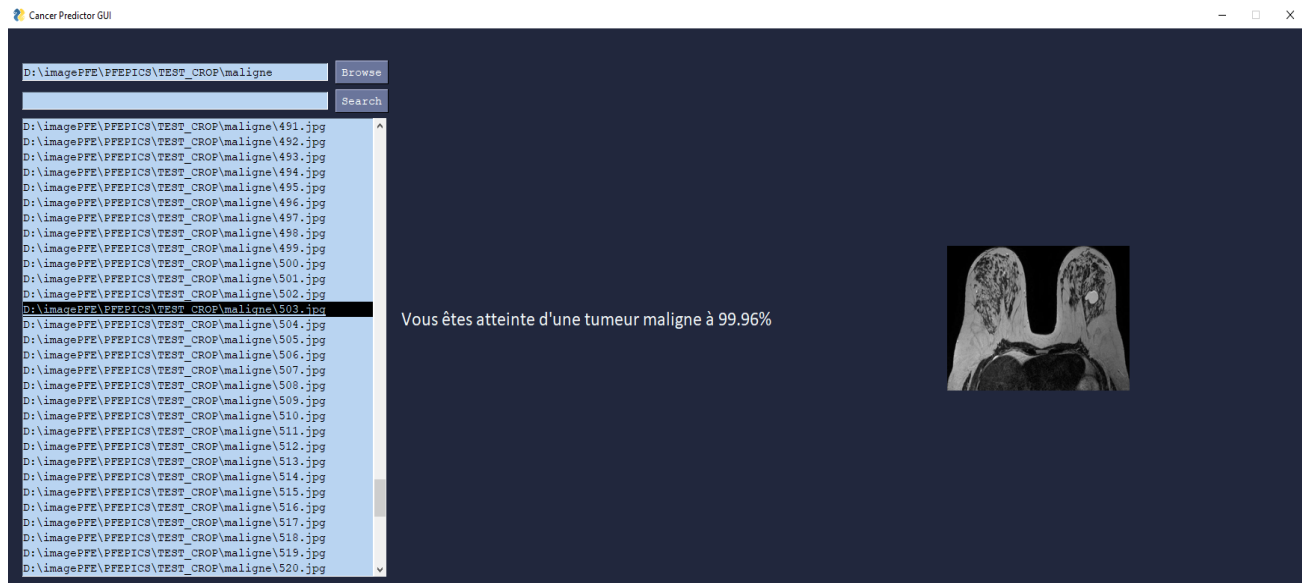 Cancer Predictor GUI
D:\imagePFE\PFEPICS\TEST_CROP\maligne
Browse
Search
D:\imagePFE\PFEPICS\TEST_CROP\maligne\491.jpg
D:\imagePFE\PFEPICS\TEST_CROP\maligne\492.jpg
D:\imagePFE\PFEPICS\TEST_CROP\maligne\493.jpg
D:\imagePFE\PFEPICS\TEST_CROP\maligne\494.jpg
D:\imagePFE\PFEPICS\TEST_CROP\maligne\495.jpg
D:\imagePFE\PFEPICS\TEST_CROP\maligne\496.jpg
D:\imagePFE\PFEPICS\TEST_CROP\maligne\497.jpg
D:\imagePFE\PFEPICS\TEST_CROP\maligne\498.jpg
D:\imagePFE\PFEPICS\TEST_CROP\maligne\499.jpg
D:\imagePFE\PFEPICS\TEST_CROP\maligne\500.jpg
D:\imagePFE\PFEPICS\TEST_CROP\maligne\501.jpg
D:\imagePFE\PFEPICS\TEST_CROP\maligne\502.jpg
D:\imagePFE\PFEPICS\TEST_CROP\maligne\503.jpg
D:\imagePFE\PFEPICS\TEST_CROP\maligne\504.jpg
D:\imagePFE\PFEPICS\TEST_CROP\maligne\505.jpg
D:\imagePFE\PFEPICS\TEST_CROP\maligne\506.jpg
D:\imagePFE\PFEPICS\TEST_CROP\maligne\507.jpg
D:\imagePFE\PFEPICS\TEST_CROP\maligne\508.jpg
D:\imagePFE\PFEPICS\TEST_CROP\maligne\509.jpg
D:\imagePFE\PFEPICS\TEST_CROP\maligne\510.jpg
D:\imagePFE\PFEPICS\TEST_CROP\maligne\511.jpg
D:\imagePFE\PFEPICS\TEST_CROP\maligne\512.jpg
D:\imagePFE\PFEPICS\TEST_CROP\maligne\513.jpg
D:\imagePFE\PFEPICS\TEST_CROP\maligne\514.jpg
D:\imagePFE\PFEPICS\TEST_CROP\maligne\515.jpg
D:\imagePFE\PFEPICS\TEST_CROP\maligne\516.jpg
D:\imagePFE\PFEPICS\TEST_CROP\maligne\517.jpg
D:\imagePFE\PFEPICS\TEST_CROP\maligne\518.jpg
D:\imagePFE\PFEPICS\TEST_CROP\maligne\519.jpg
D:\imagePFE\PFEPICS\TEST_CROP\maligne\520.jpg
Vous êtes atteinte d'une tumeur maligne à 99.96%